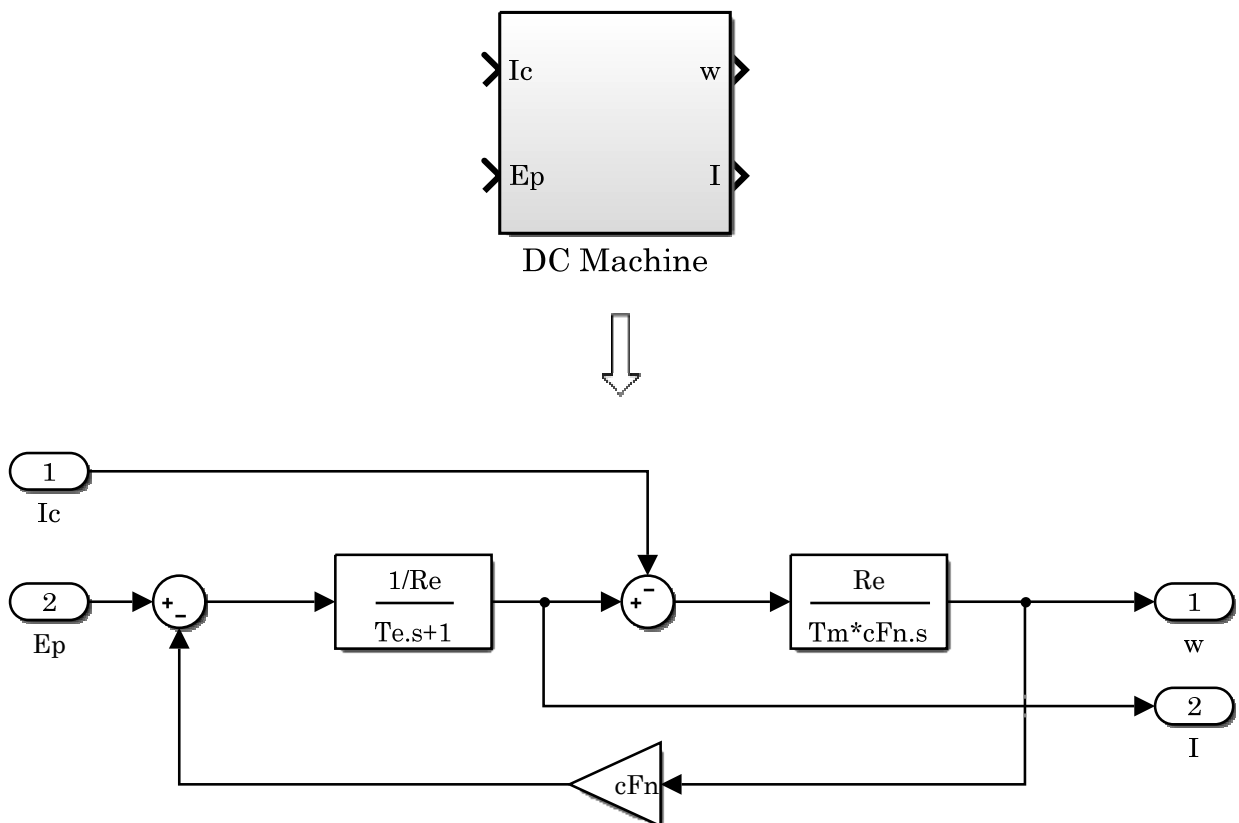 Ic w
Ep I
DC Machine
1
Ic
2
Ep
+
−
1/Re
Te.s+1
−
+
Re
Tm*cFn.s
1
w
2
I
cFn